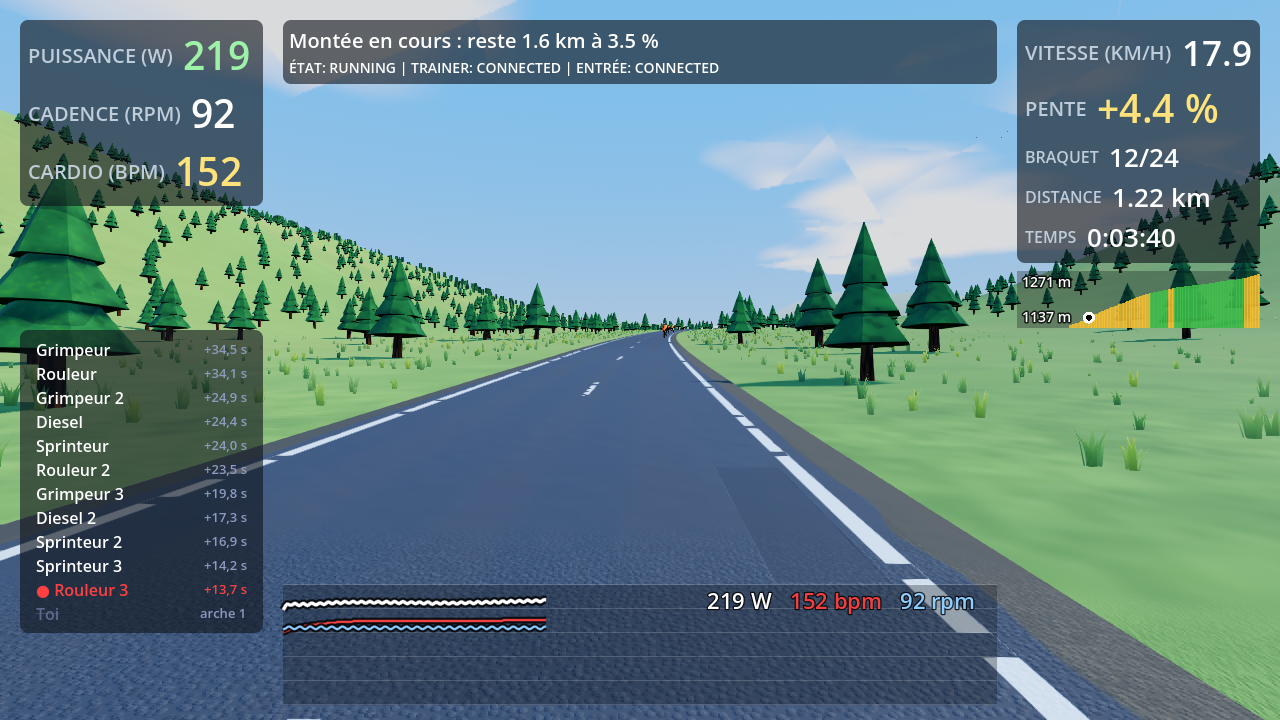 PUISSANCE (W) 219
CADENCE (RPM) 92
CARDIO (BPM) 152
Montée en cours : reste 1.6 km à 3.5 %
ÉTAT: RUNNING | TRAINER: CONNECTED | ENTRÉE: CONNECTED
VITESSE (KM/H) 17.9
PENTE +4.4 %
BRAQUET 12/24
DISTANCE 1.22 km
TEMPS 0:03:40
1271 m
1137 m
Grimpeur +34,5 s
Rouleur +34,1 s
Grimpeur 2 +24,9 s
Diesel +24,4 s
Sprinteur +24,0 s
Rouleur 2 +23,5 s
Grimpeur 3 +19,8 s
Diesel 2 +17,3 s
Sprinteur 2 +16,9 s
Sprinteur 3 +14,2 s
Rouleur 3 +13,7 s
Toi arche 1
219 W 152 bpm 92 rpm